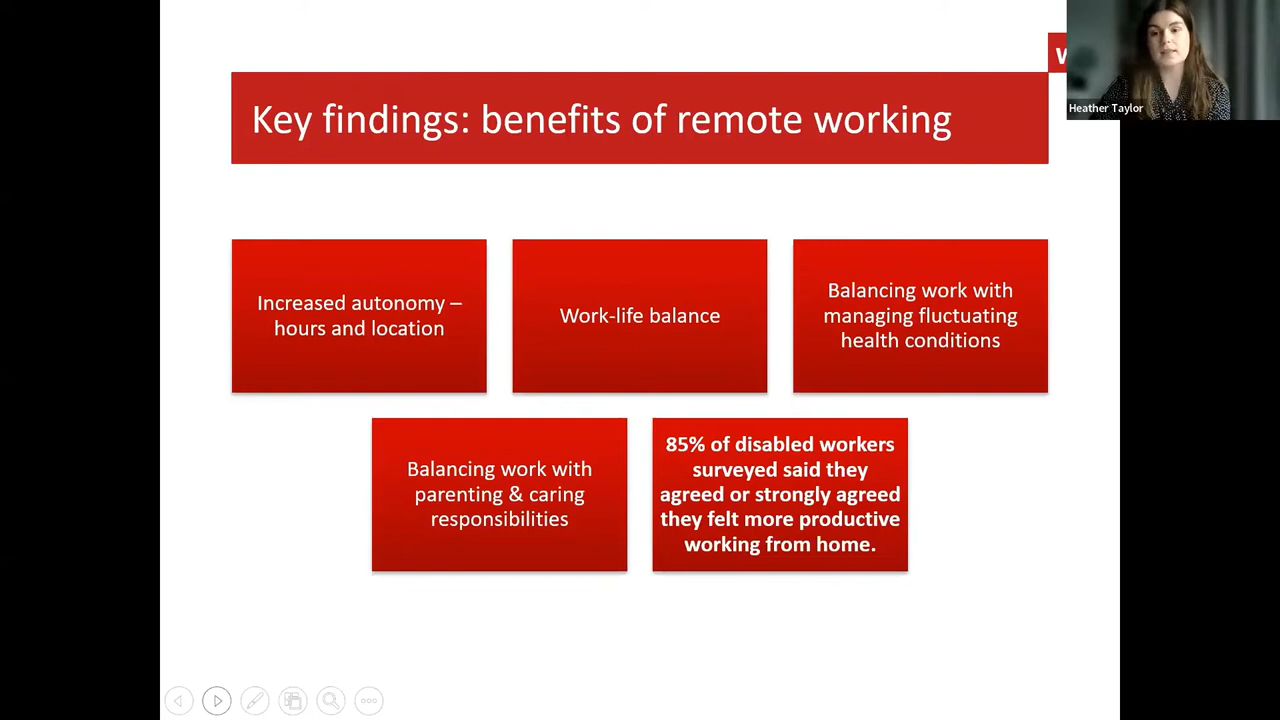 Key findings: benefits of remote working
Heather Taylor
Increased autonomy –
hours and location
Work-life balance
Balancing work with
managing fluctuating
health conditions
Balancing work with
parenting & caring
responsibilities
85% of disabled workers
surveyed said they
agreed or strongly agreed
they felt more productive
working from home.